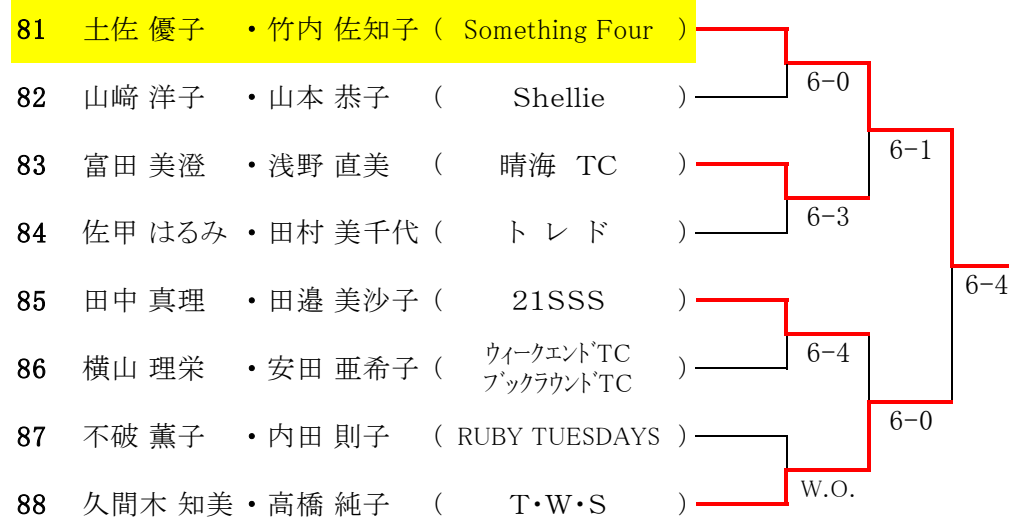 81 土佐 優子 ・竹内 佐知子 ( Something Four )
6-0
82 山﨑 洋子 ・山本 恭子 ( Shellie )
6-1
83 富田 美澄 ・浅野 直美 ( 晴海 TC )
6-3
84 佐甲 はるみ ・田村 美千代 ( ト レ ド )
6-4
85 田中 真理 ・田邉 美沙子 ( 21SSS )
6-4
86 横山 理栄 ・安田 亜希子 ( ウィークエンドTC
ブックラウンドTC )
6-0
87 不破 薫子 ・内田 則子 ( RUBY TUESDAYS )
W.O.
88 久間木 知美・高橋 純子 ( T・W・S )